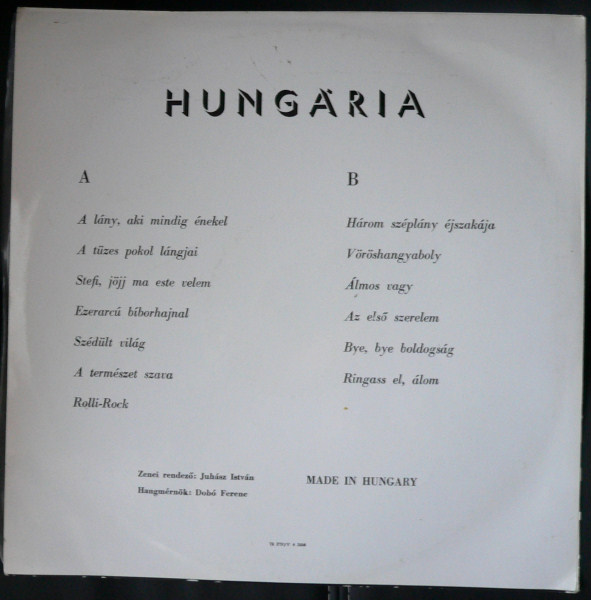 HUNGÁRIA
A
A lány, aki mindig énekel
A tüzes pokol lángjai
Stefi, jöjj ma este velem
Ezerarcú bíborhajnal
Szédült világ
A természet szava
Rolli-Rock
B
Három széplány éjszakája
Vöröshangyaboly
Álmos vagy
Az első szerelem
Bye, bye boldogság
Ringass el, álom
Zenei rendező: Juhász István
Hangmérnök: Dobó Ferenc
MADE IN HUNGARY